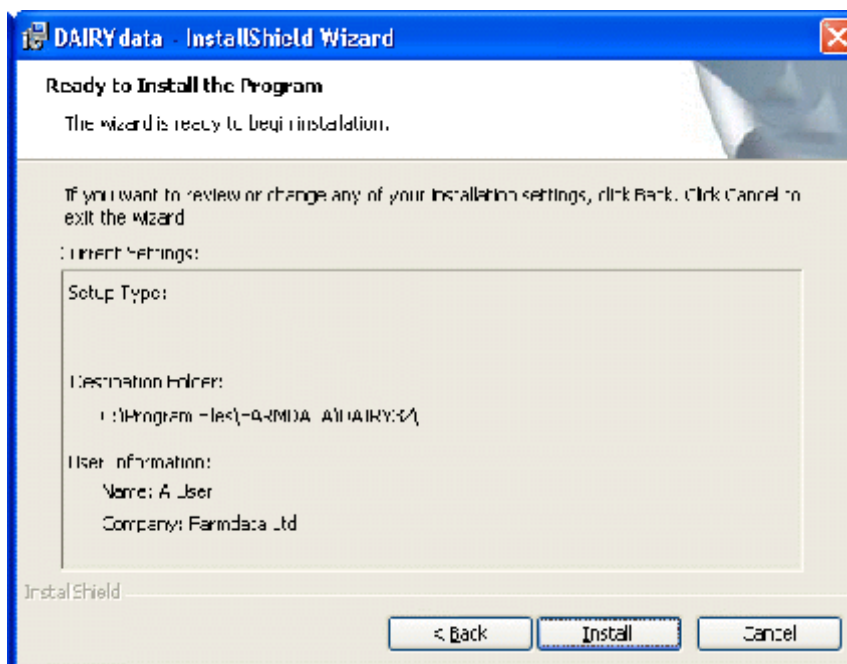 DAIRYdata - InstallShield Wizard
Ready to Install the Program
The wizard is ready to begin installation.
If you want to review or change any of your installation settings, click Back. Click Cancel to
exit the wizard
Current Settings:
Setup Type:
Destination Folder:
C:\Program Files\FARMDATA\DAIRY32\
User Information:
Name: A User
Company: Farmdata Ltd
InstallShield
< Back
Install
Cancel